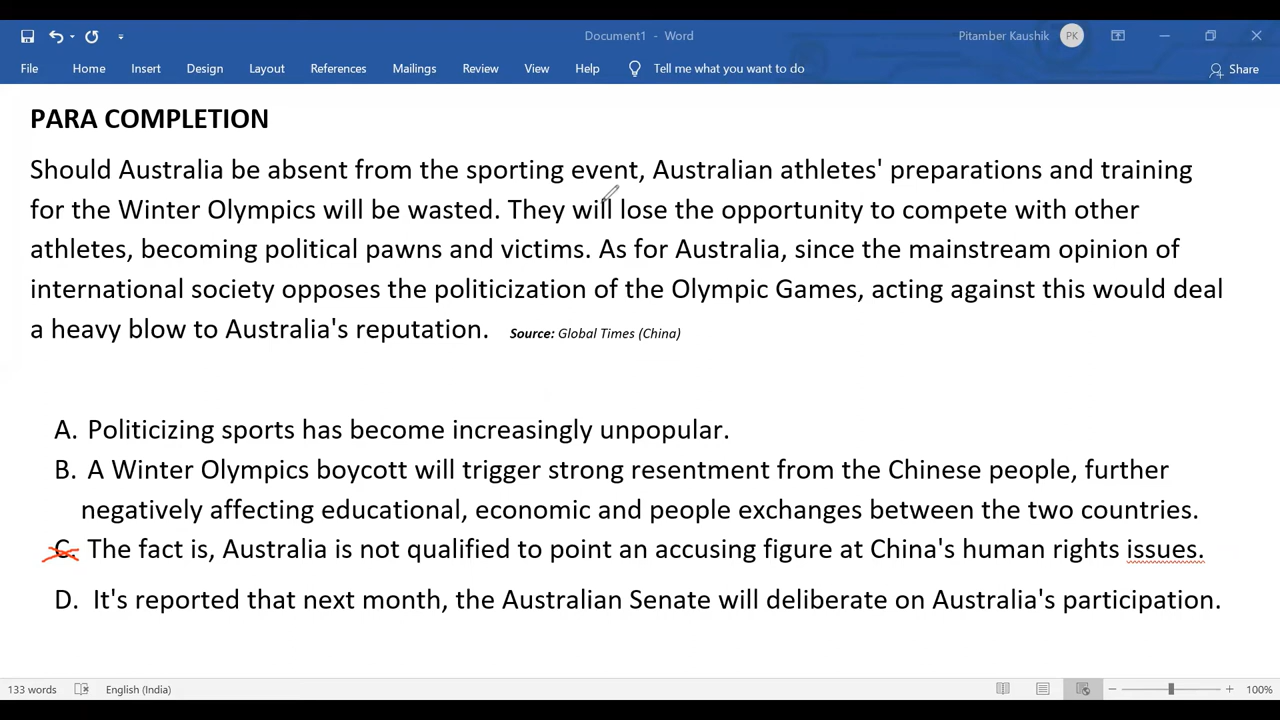 Document1 - Word
Pitamber Kaushik PK
File Home Insert Design Layout References Mailings Review View Help Tell me what you want to do Share
PARA COMPLETION
Should Australia be absent from the sporting event, Australian athletes' preparations and training
for the Winter Olympics will be wasted. They will lose the opportunity to compete with other
athletes, becoming political pawns and victims. As for Australia, since the mainstream opinion of
international society opposes the politicization of the Olympic Games, acting against this would deal
a heavy blow to Australia's reputation. Source: Global Times (China)
A. Politicizing sports has become increasingly unpopular.
B. A Winter Olympics boycott will trigger strong resentment from the Chinese people, further
negatively affecting educational, economic and people exchanges between the two countries.
C. The fact is, Australia is not qualified to point an accusing figure at China's human rights issues.
D. It's reported that next month, the Australian Senate will deliberate on Australia's participation.
133 words English (India) 100%